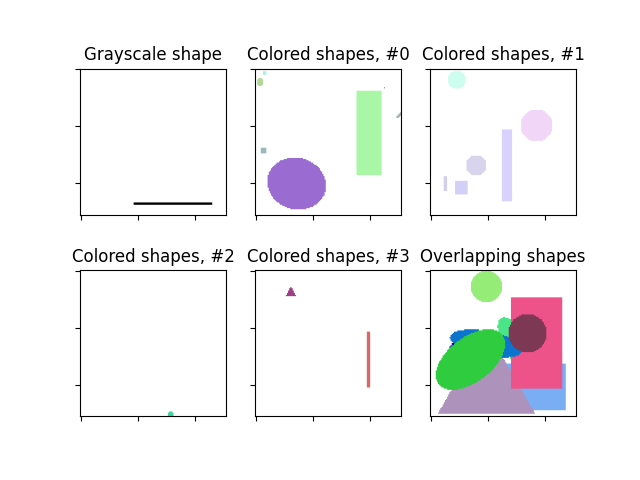 Grayscale shape
Colored shapes, #0
Colored shapes, #1
Colored shapes, #2
Colored shapes, #3
Overlapping shapes